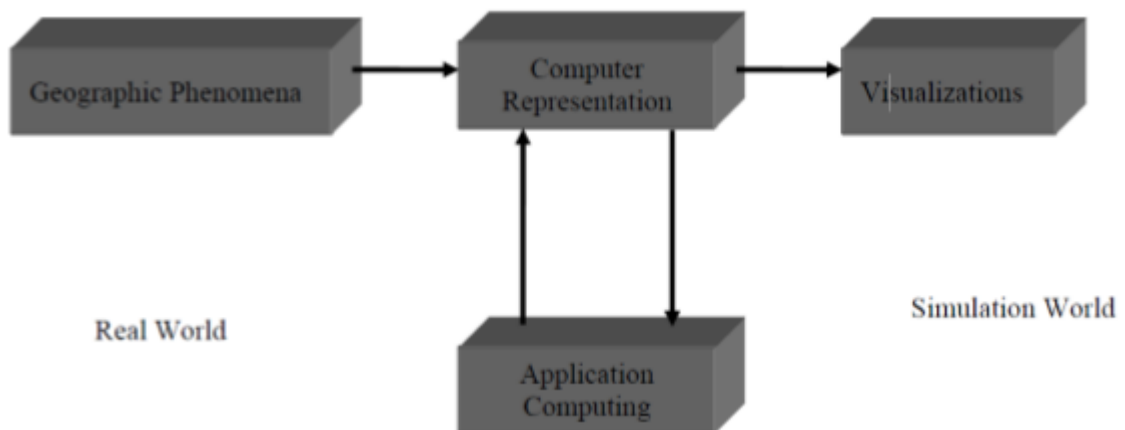 Geographic Phenomena
Computer
Representation
Visualizations
Real World
Simulation World
Application
Computing